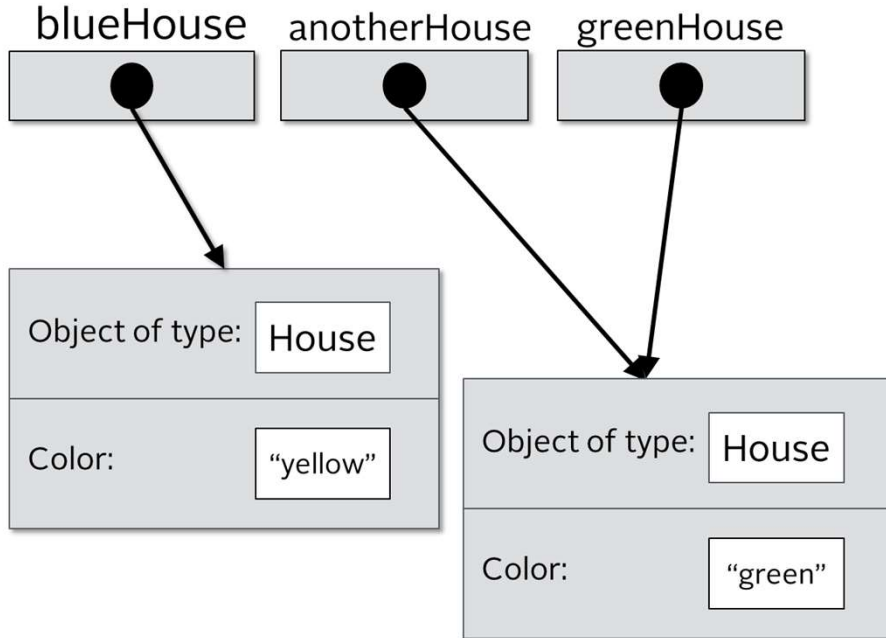 blueHouse
anotherHouse
greenHouse
Object of type: House
Color: “yellow”
Object of type: House
Color: “green”